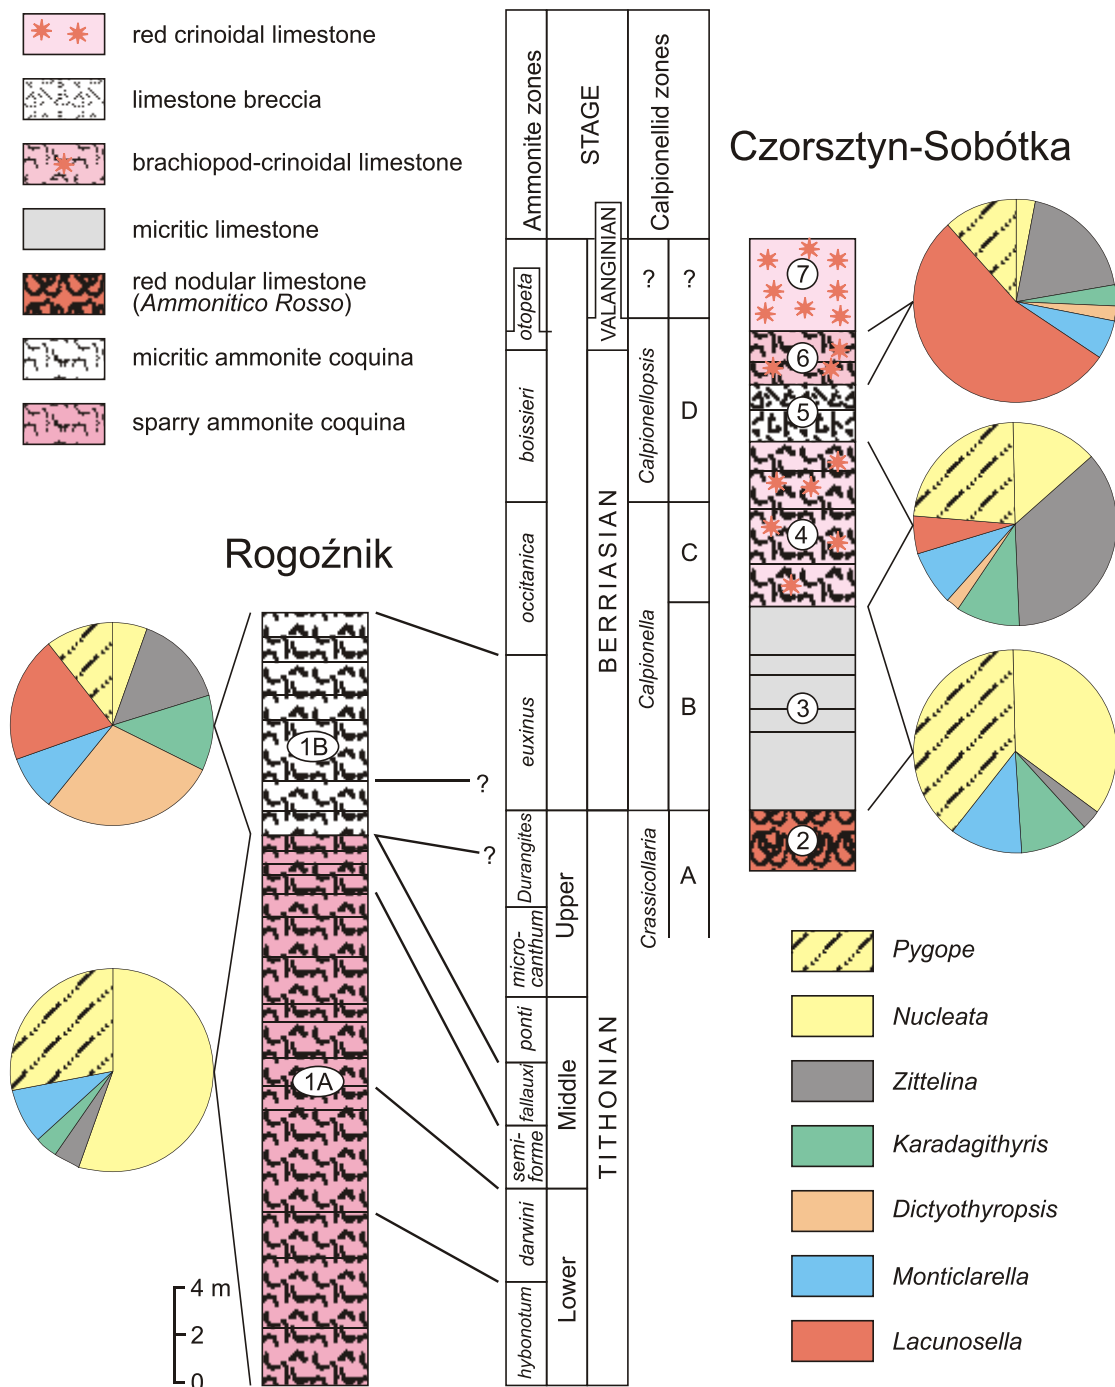 red crinoidal limestone
limestone breccia
brachiopod-crinoidal limestone
micritic limestone
red nodular limestone
(Ammonitico Rosso)
micritic ammonite coquina
sparry ammonite coquina
Ammonite zones
STAGE
Calpionellid zones
otopeta
boissieri
occitanica
euxinus
Durangites
micro-
canthum
ponti
fallauxi
semi-
forme
darwini
hybonotum
Upper
Middle
Lower
VALANGINIAN
BERRIASIAN
TITHONIAN
?
Calpionellopsis
Calpionella
Crassicollaria
?
D
C
B
A
Rogoźnik
1B
1A
?
?
4 m
2
0
Czorsztyn-Sobótka
7
6
5
4
3
2
Pygope
Nucleata
Zittelina
Karadagithyris
Dictyothyropsis
Monticlarella
Lacunosella